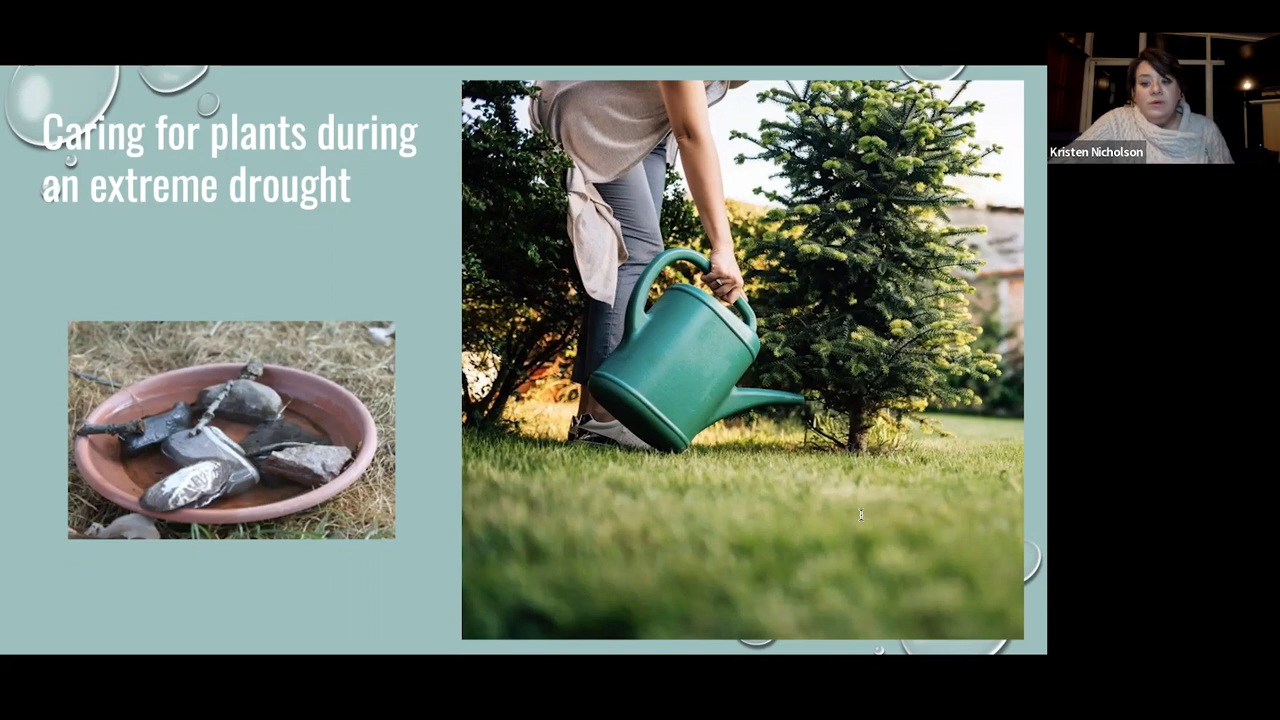 Caring for plants during
an extreme drought
Kristen Nicholson